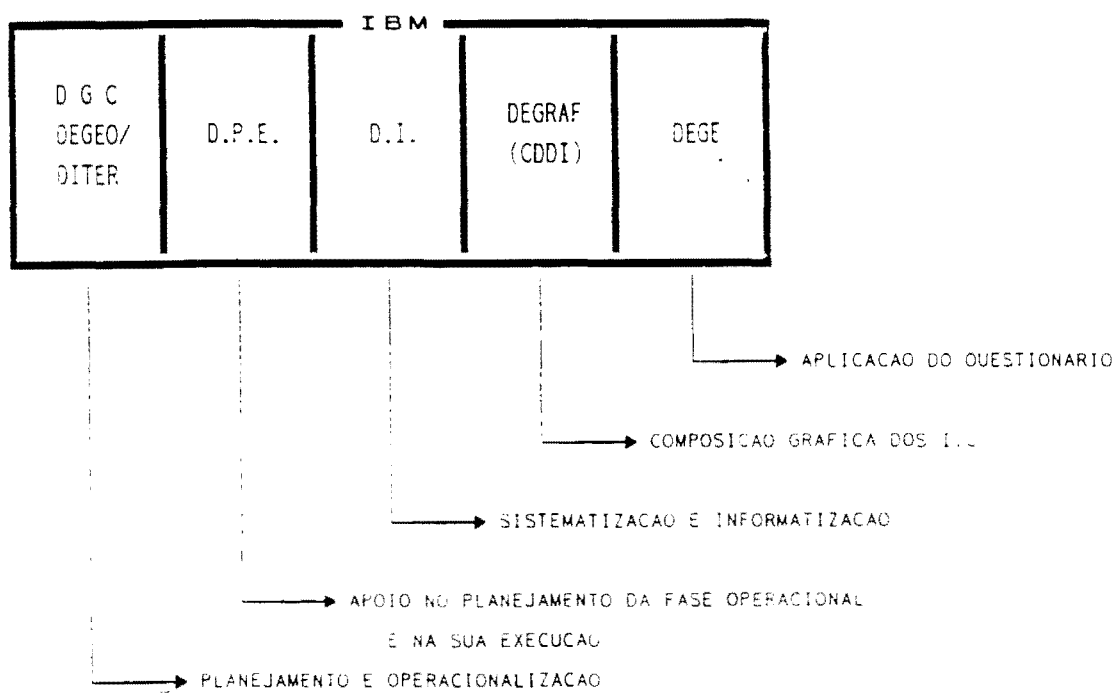 IBM
D G C
DEGEO/
DITER
D.P.E.
D.I.
DEGRAF
(CDDI)
DEGE
APLICACAO DO QUESTIONARIO
COMPOSICAO GRAFICA DOS
SISTEMATIZACAO E INFORMATIZACAO
APOIO NO PLANEJAMENTO DA FASE OPERACIONAL
E NA SUA EXECUCAO
PLANEJAMENTO E OPERACIONALIZACAO